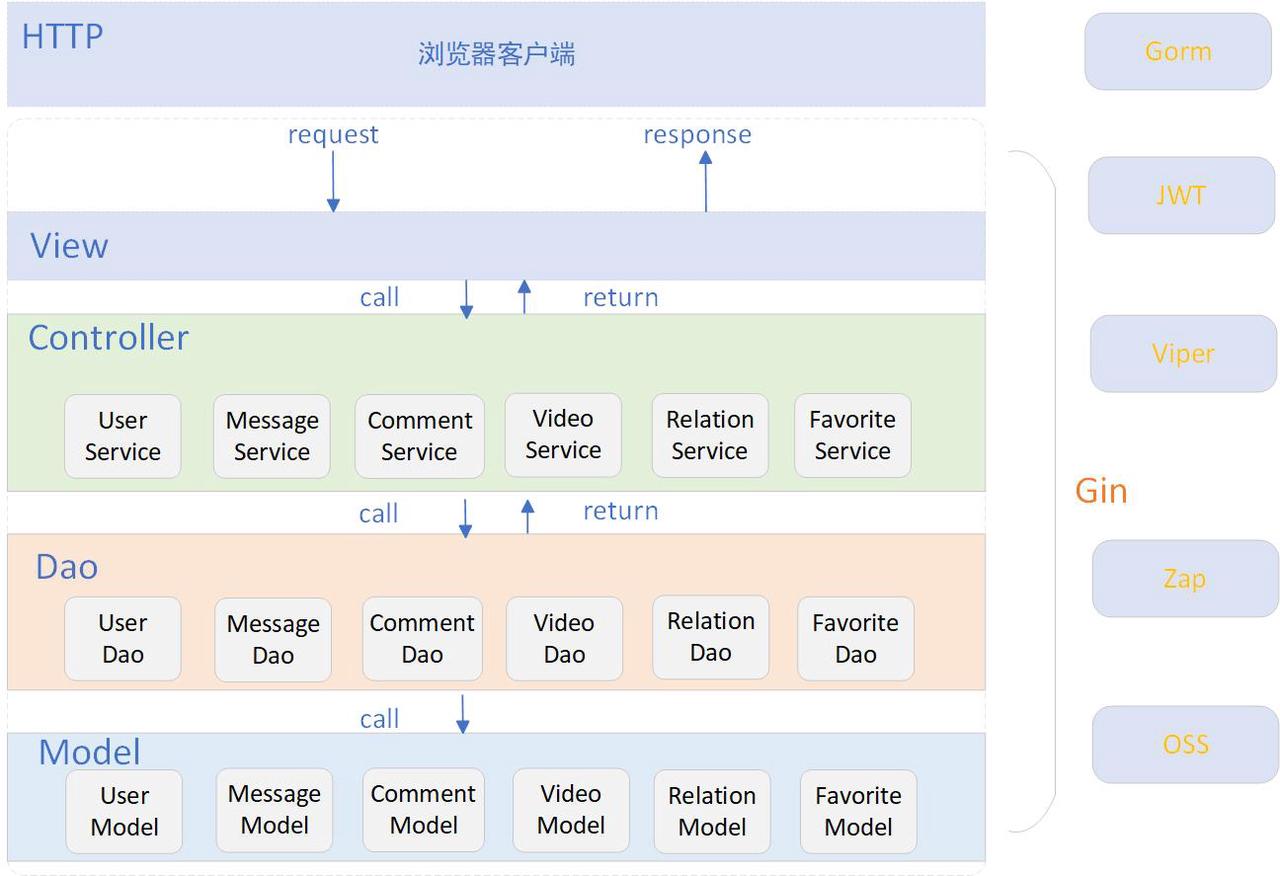 HTTP
浏览器客户端
request
response
View
call
return
Controller
User
Service
Message
Service
Comment
Service
Video
Service
Relation
Service
Favorite
Service
call
return
Dao
User
Dao
Message
Dao
Comment
Dao
Video
Dao
Relation
Dao
Favorite
Dao
call
Model
User
Model
Message
Model
Comment
Model
Video
Model
Relation
Model
Favorite
Model
Gorm
JWT
Viper
Gin
Zap
OSS